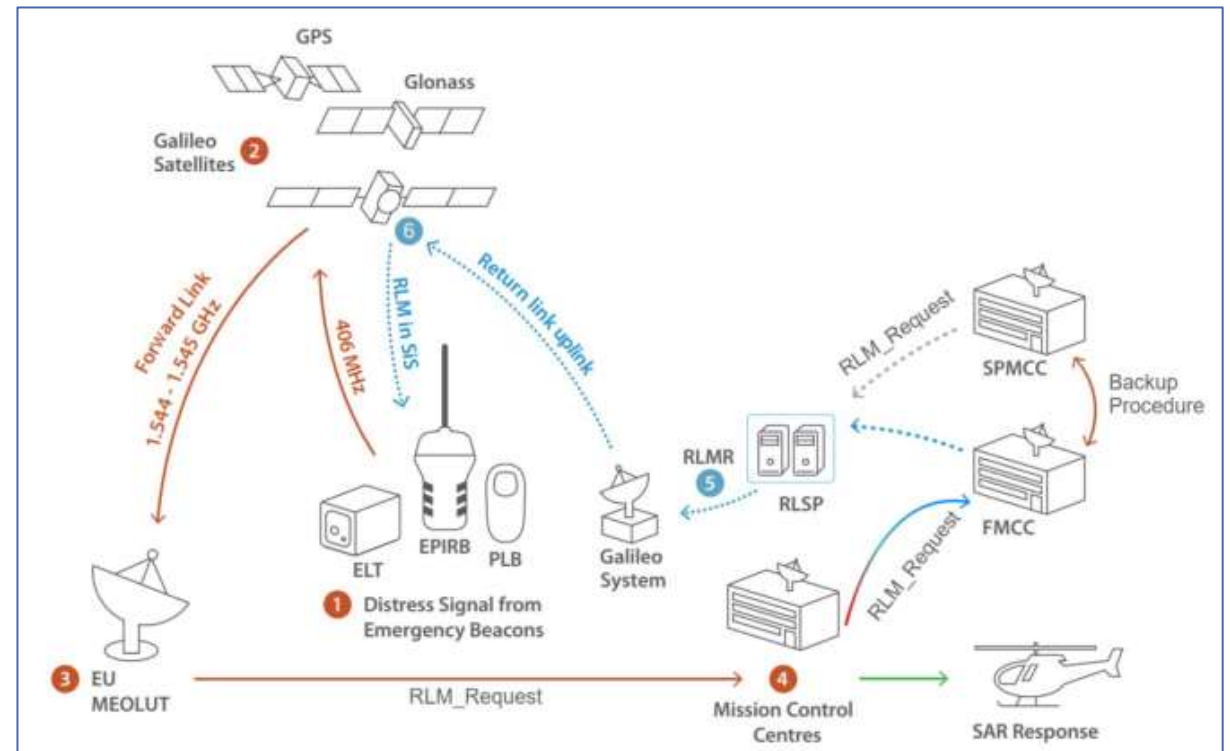 GPS
Glonass
Galileo
Satellites
2
6
Forward Link
1.544 - 1.545 GHz
406 MHz
RLM in SiS
Return link uplink
RLM_Request
SPMCC
Backup
Procedure
RLMR
5
RLSP
FMCC
ELT
EPIRB
PLB
Galileo
System
RLM_Request
1
Distress Signal from
Emergency Beacons
3
EU
MEOLUT
RLM_Request
4
Mission Control
Centres
SAR Response